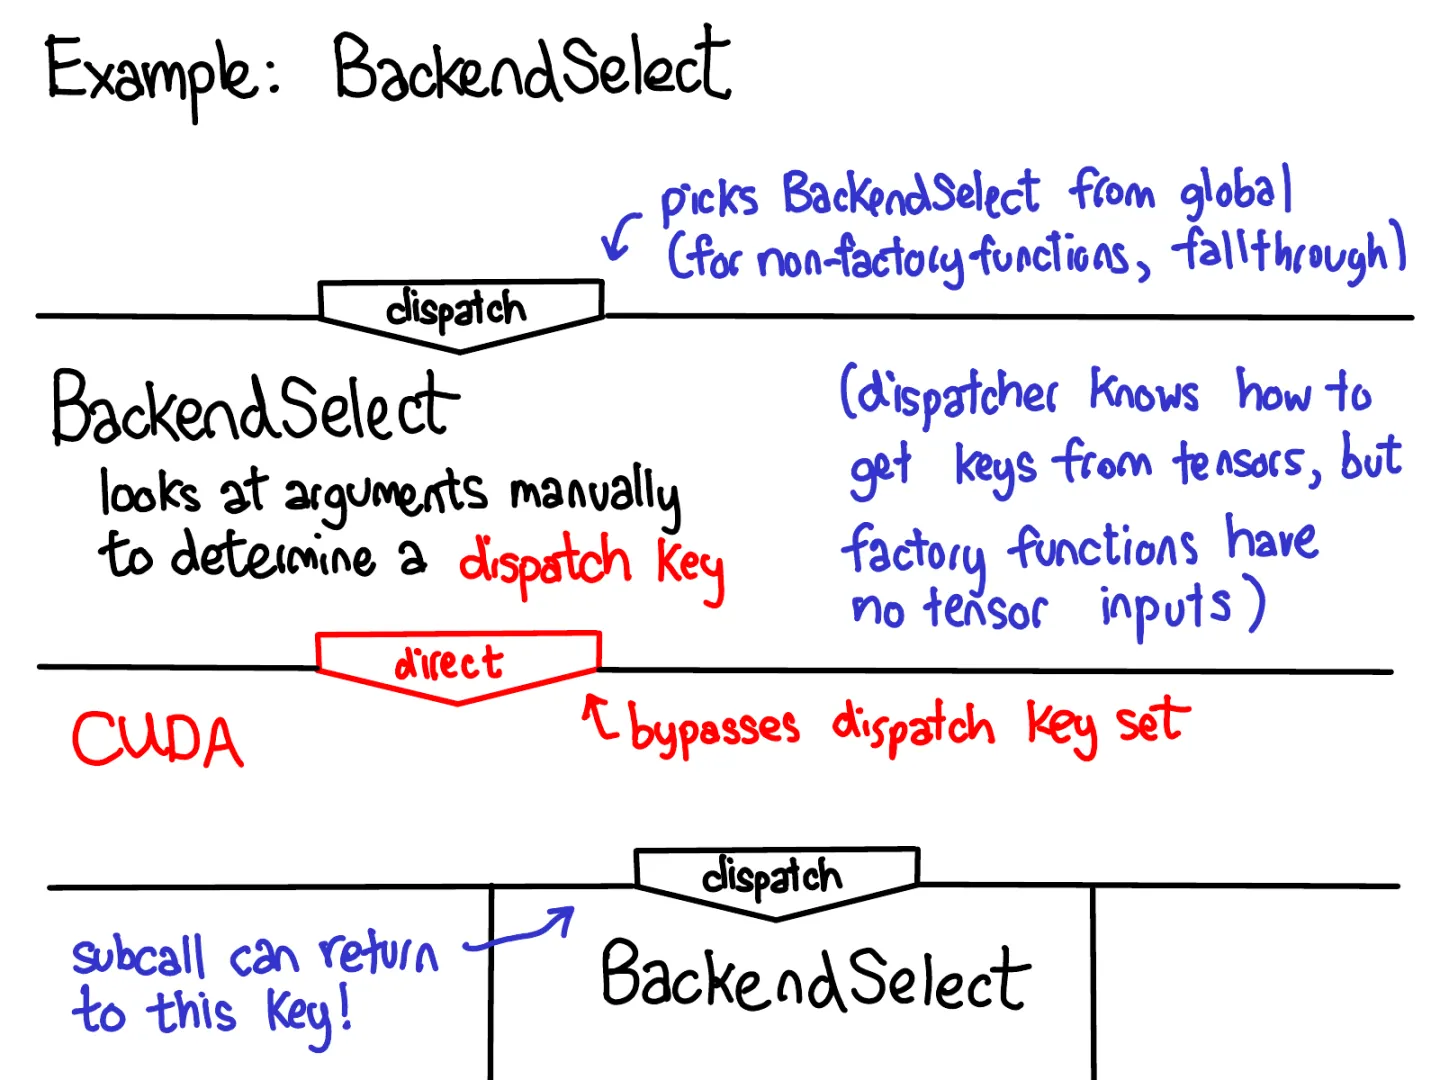 Example: BackendSelect
picks BackendSelect from global
(for non-factory functions, fallthrough)
dispatch
BackendSelect
looks at arguments manually
to determine a dispatch key
(dispatcher knows how to
get keys from tensors, but
factory functions have
no tensor inputs)
direct
CUDA
bypasses dispatch key set
dispatch
subcall can return
to this key!
BackendSelect